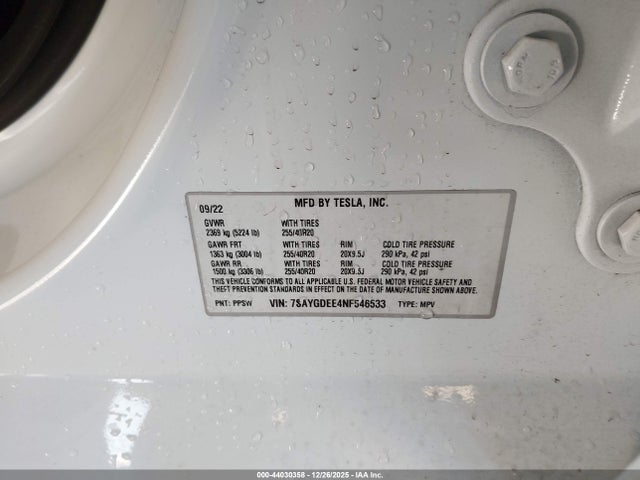 09/22 MFD BY TESLA, INC.
GVWR WITH TIRES
2369 kg (5224 lb) 255/40R20
GAWR FRT WITH TIRES RIM COLD TIRE PRESSURE
1363 kg (3004 lb) 255/40R20 20X9.5J 290 kPa, 42 psi
GAWR RR WITH TIRES RIM COLD TIRE PRESSURE
1500 kg (3306 lb) 255/40R20 20X9.5J 290 kPa, 42 psi
THIS VEHICLE CONFORMS TO ALL APPLICABLE U.S. FEDERAL MOTOR VEHICLE SAFETY AND
THEFT PREVENTION STANDARDS IN EFFECT ON THE DATE OF MANUFACTURE SHOWN ABOVE.
PNT: PPSW VIN: 7SAYGDEE4NF546533 TYPE: MPV
000-44030358 - 12/26/2025 - IAA Inc.